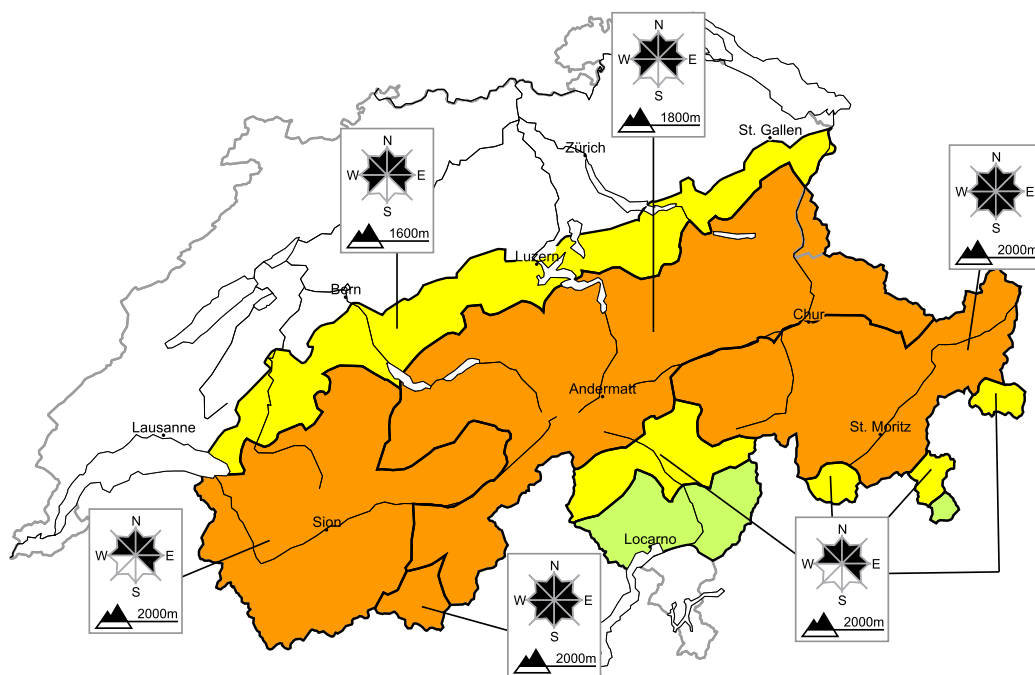 N
W E
S
1800m
St. Gallen
Zürich
N
W E
S
1600m
N
W E
S
2000m
Luzern
Bern
Chur
Andermatt
Lausanne
St. Moritz
Sion
Locarno
N
W E
S
2000m
N
W E
S
2000m
N
W E
S
2000m